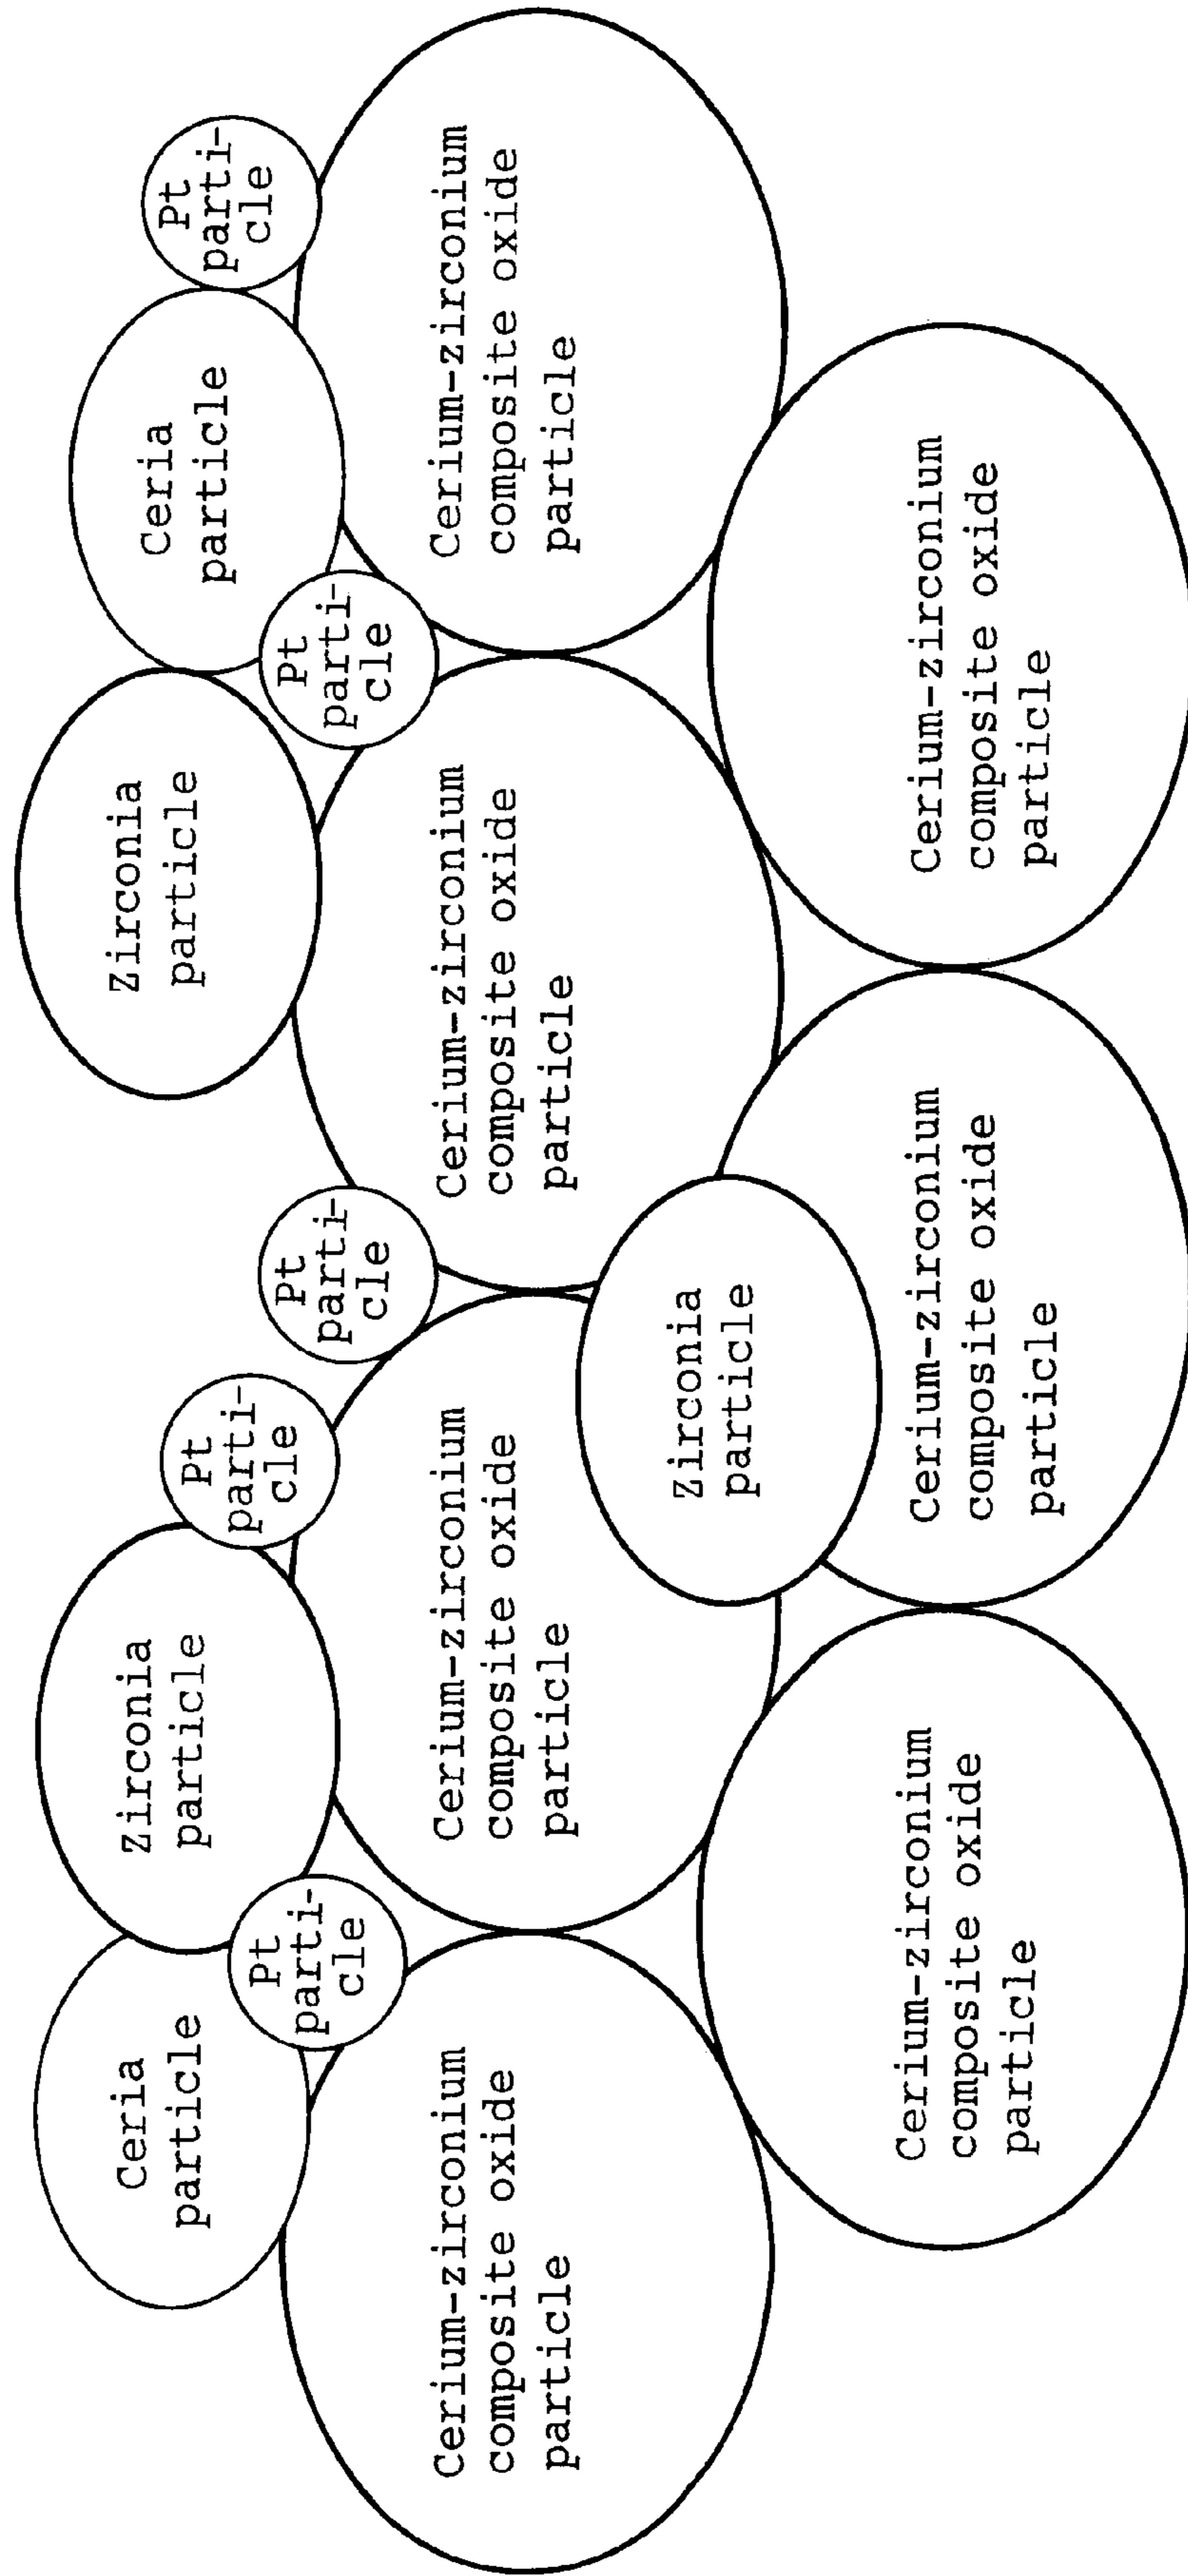 Ceria
particle
Pt
parti-
cle
Zirconia
particle
Pt
parti-
cle
Pt
parti-
cle
Zirconia
particle
Pt
parti-
cle
Ceria
particle
Pt
parti-
cle
Cerium-zirconium
composite oxide
particle
Cerium-zirconium
composite oxide
particle
Cerium-zirconium
composite oxide
particle
Cerium-zirconium
composite oxide
particle
Zirconia
particle
Cerium-zirconium
composite oxide
particle
Cerium-zirconium
composite oxide
particle
Cerium-zirconium
composite oxide
particle